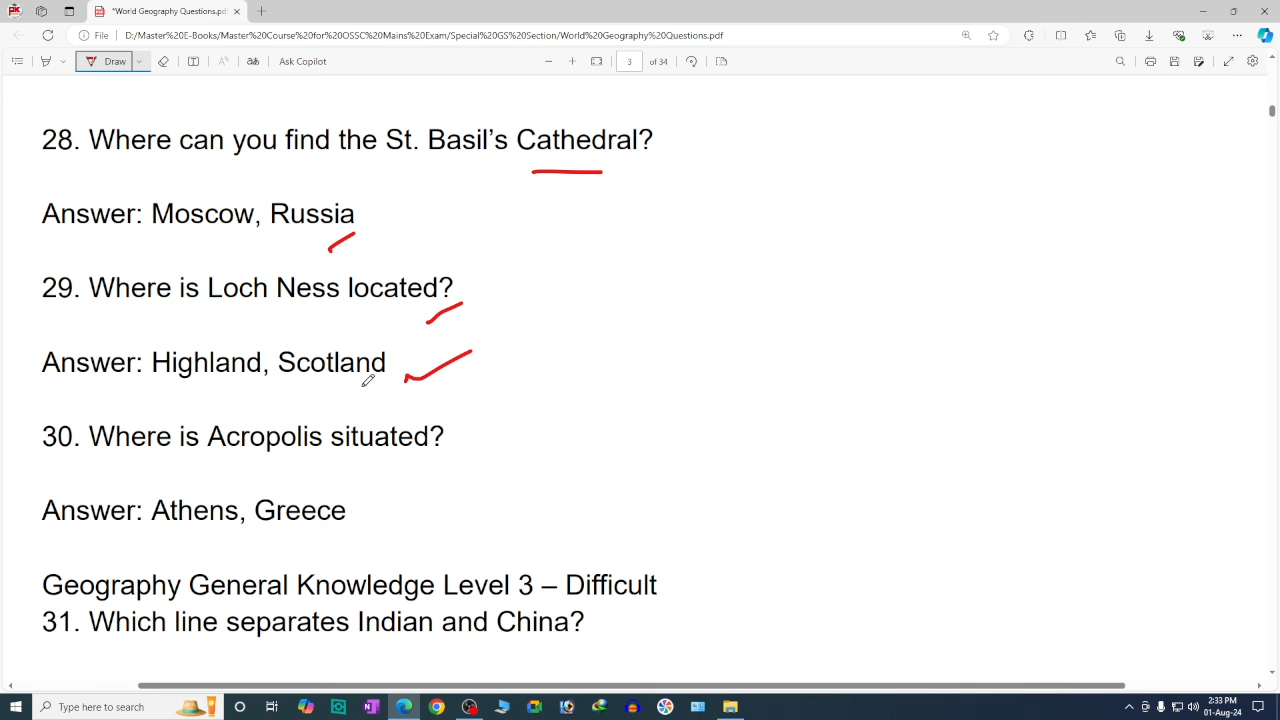 *World Geography Questions.pdf
File
D:/Master%20E-Books/Master%20Course%20for%20OSSC%20Mains%20Exam/Special%20GS%20Section/World%20Geography%20Questions.pdf
Draw
Ask Copilot
3 of 34
28. Where can you find the St. Basil’s Cathedral?
Answer: Moscow, Russia
29. Where is Loch Ness located?
Answer: Highland, Scotland
30. Where is Acropolis situated?
Answer: Athens, Greece
Geography General Knowledge Level 3 – Difficult
31. Which line separates Indian and China?
Type here to search
2:33 PM
01-Aug-24